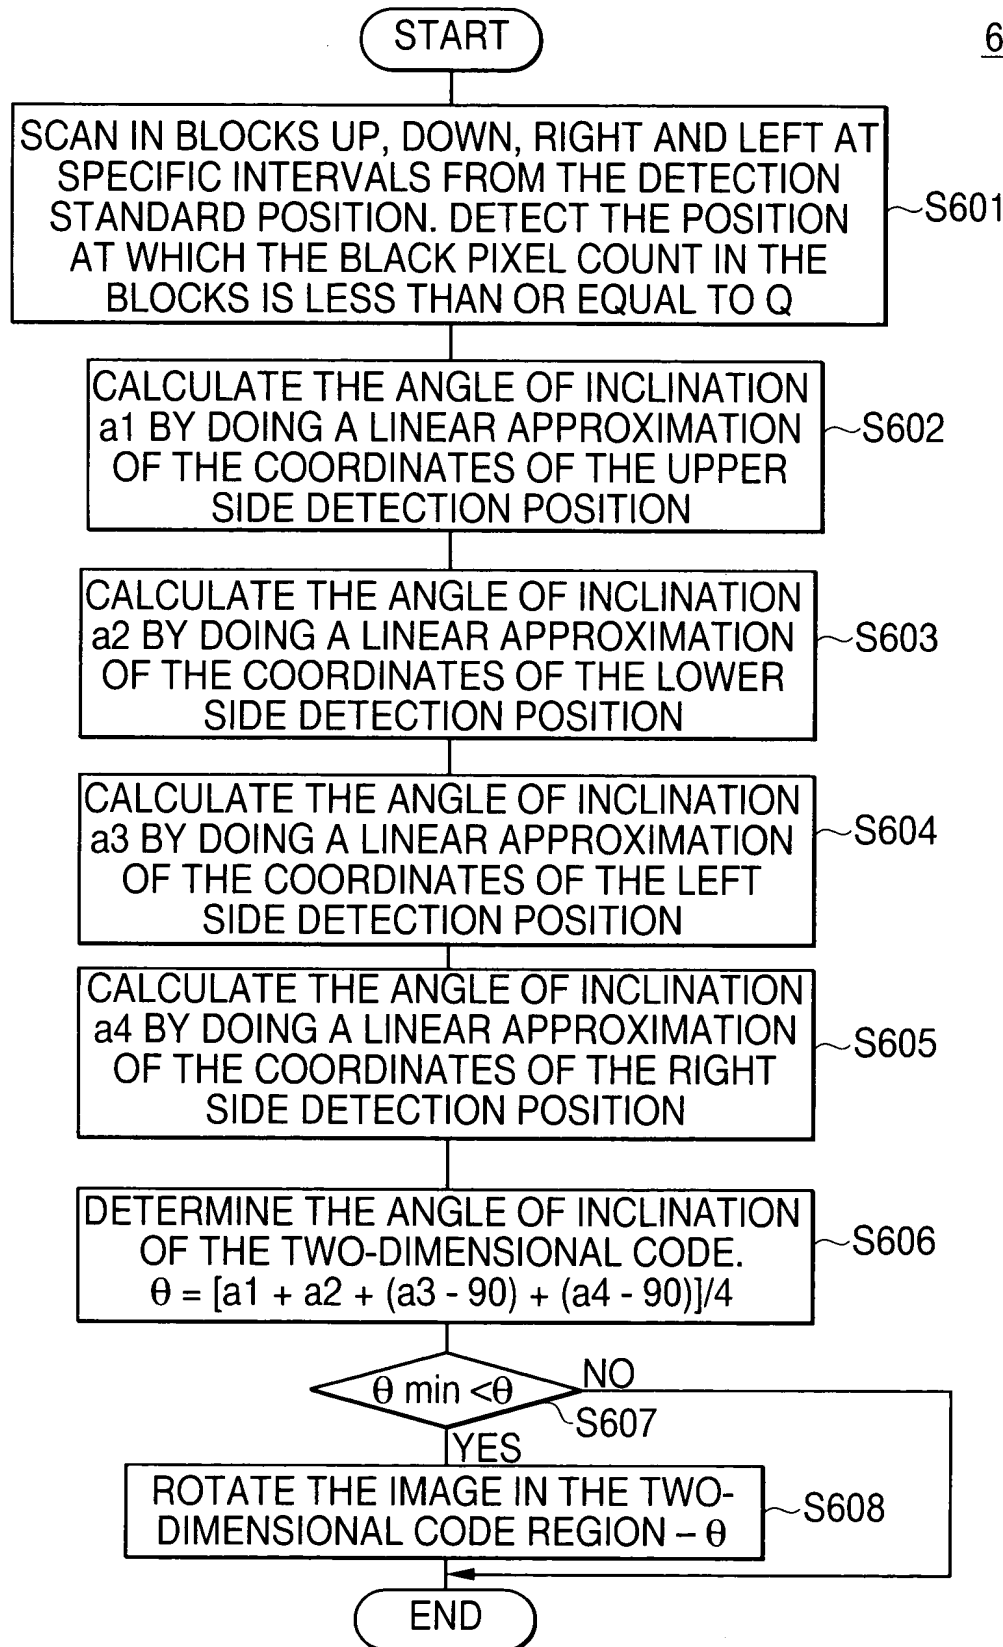 START
6
SCAN IN BLOCKS UP, DOWN, RIGHT AND LEFT AT
SPECIFIC INTERVALS FROM THE DETECTION
STANDARD POSITION. DETECT THE POSITION
AT WHICH THE BLACK PIXEL COUNT IN THE
BLOCKS IS LESS THAN OR EQUAL TO Q
S601
CALCULATE THE ANGLE OF INCLINATION
a1 BY DOING A LINEAR APPROXIMATION
OF THE COORDINATES OF THE UPPER
SIDE DETECTION POSITION
S602
CALCULATE THE ANGLE OF INCLINATION
a2 BY DOING A LINEAR APPROXIMATION
OF THE COORDINATES OF THE LOWER
SIDE DETECTION POSITION
S603
CALCULATE THE ANGLE OF INCLINATION
a3 BY DOING A LINEAR APPROXIMATION
OF THE COORDINATES OF THE LEFT
SIDE DETECTION POSITION
S604
CALCULATE THE ANGLE OF INCLINATION
a4 BY DOING A LINEAR APPROXIMATION
OF THE COORDINATES OF THE RIGHT
SIDE DETECTION POSITION
S605
DETERMINE THE ANGLE OF INCLINATION
OF THE TWO-DIMENSIONAL CODE.
θ = [a1 + a2 + (a3 - 90) + (a4 - 90)]/4
S606
θ min <θ
NO
S607
YES
ROTATE THE IMAGE IN THE TWO-
DIMENSIONAL CODE REGION – θ
S608
END